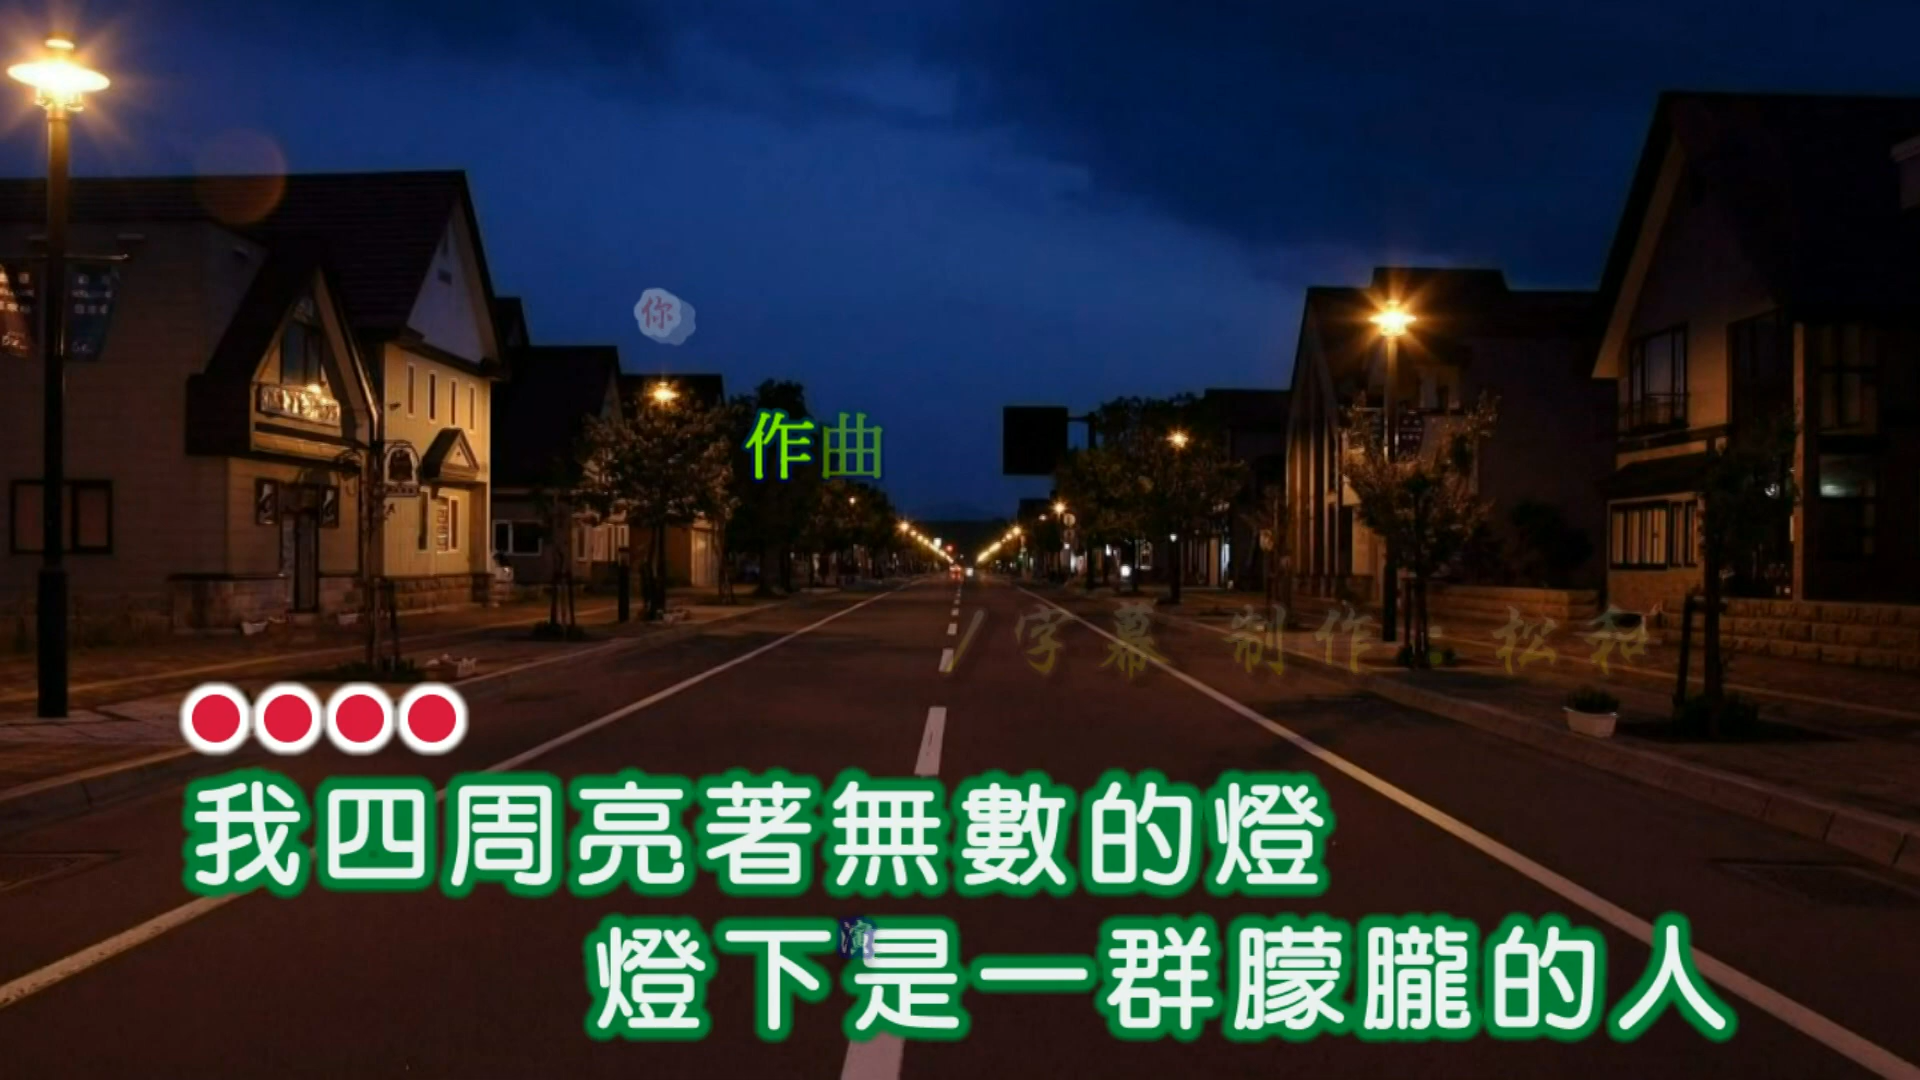 你
作曲
/字幕 制作：松和
我四周亮著無數的燈
演
燈下是一群朦朧的人